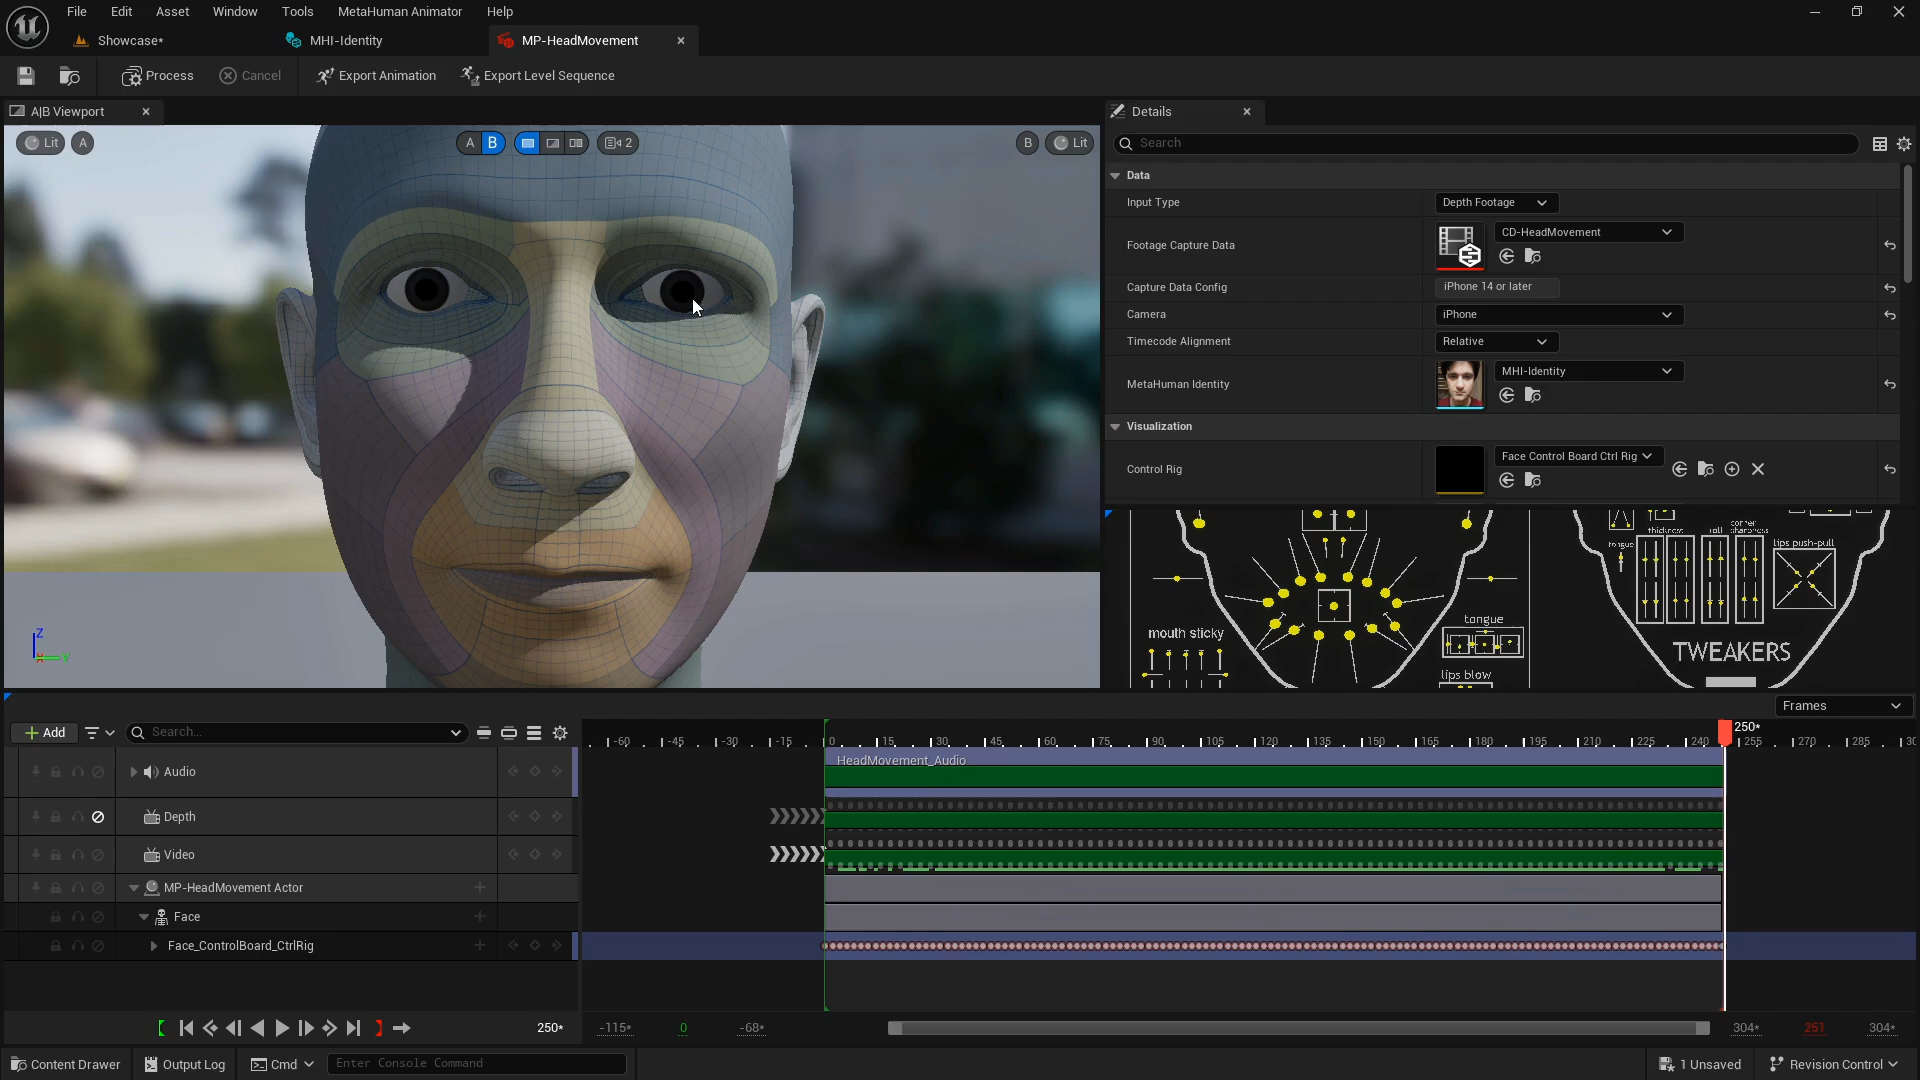 File Edit Asset Window Tools MetaHuman Animator Help
Showcase* MHI-Identity MP-HeadMovement
Process Cancel Export Animation Export Level Sequence
A|B Viewport
Details
Lit A A B 2 B Lit
Search
Data
Input Type Depth Footage
Footage Capture Data CD-HeadMovement
Capture Data Config iPhone 14 or later
Camera iPhone
Timecode Alignment Relative
MetaHuman Identity MHI-Identity
Visualization
Control Rig Face Control Board Ctrl Rig
thickness roll corner sharpness
tongue lips push-pull
tongue
mouth sticky
TWEAKERS
lips blow
Z
Y
Frames
Add Search...
250*
-60 -45 -30 -15 0 15 30 45 60 75 90 105 120 135 150 165 180 195 210 225 240 255 270 285 30
HeadMovement_Audio
Audio
Depth
Video
MP-HeadMovement Actor
Face
Face_ControlBoard_CtrlRig
250* -115* 0 -68* 304* 251 304*
Content Drawer Output Log Cmd Enter Console Command 1 Unsaved Revision Control